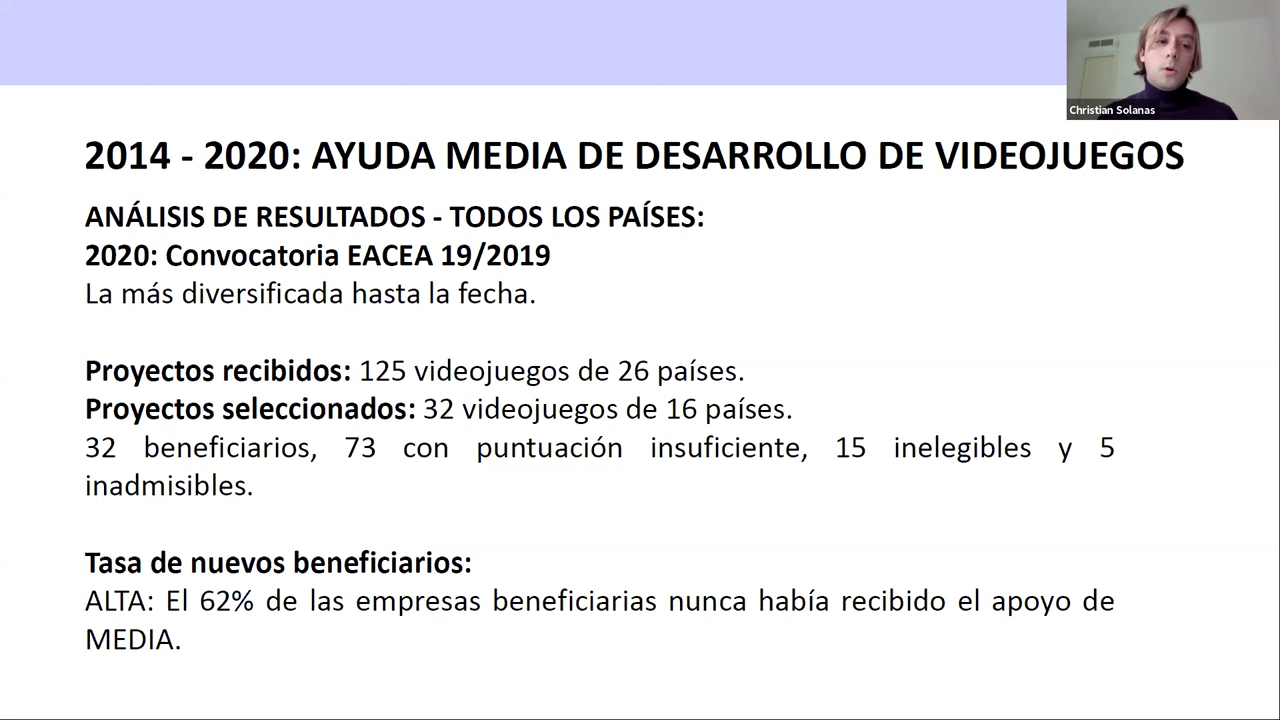 Christian Solanas
2014 - 2020: AYUDA MEDIA DE DESARROLLO DE VIDEOJUEGOS
ANÁLISIS DE RESULTADOS - TODOS LOS PAÍSES:
2020: Convocatoria EACEA 19/2019
La más diversificada hasta la fecha.
Proyectos recibidos: 125 videojuegos de 26 países.
Proyectos seleccionados: 32 videojuegos de 16 países.
32 beneficiarios, 73 con puntuación insuficiente, 15 inelegibles y 5
inadmisibles.
Tasa de nuevos beneficiarios:
ALTA: El 62% de las empresas beneficiarias nunca había recibido el apoyo de
MEDIA.